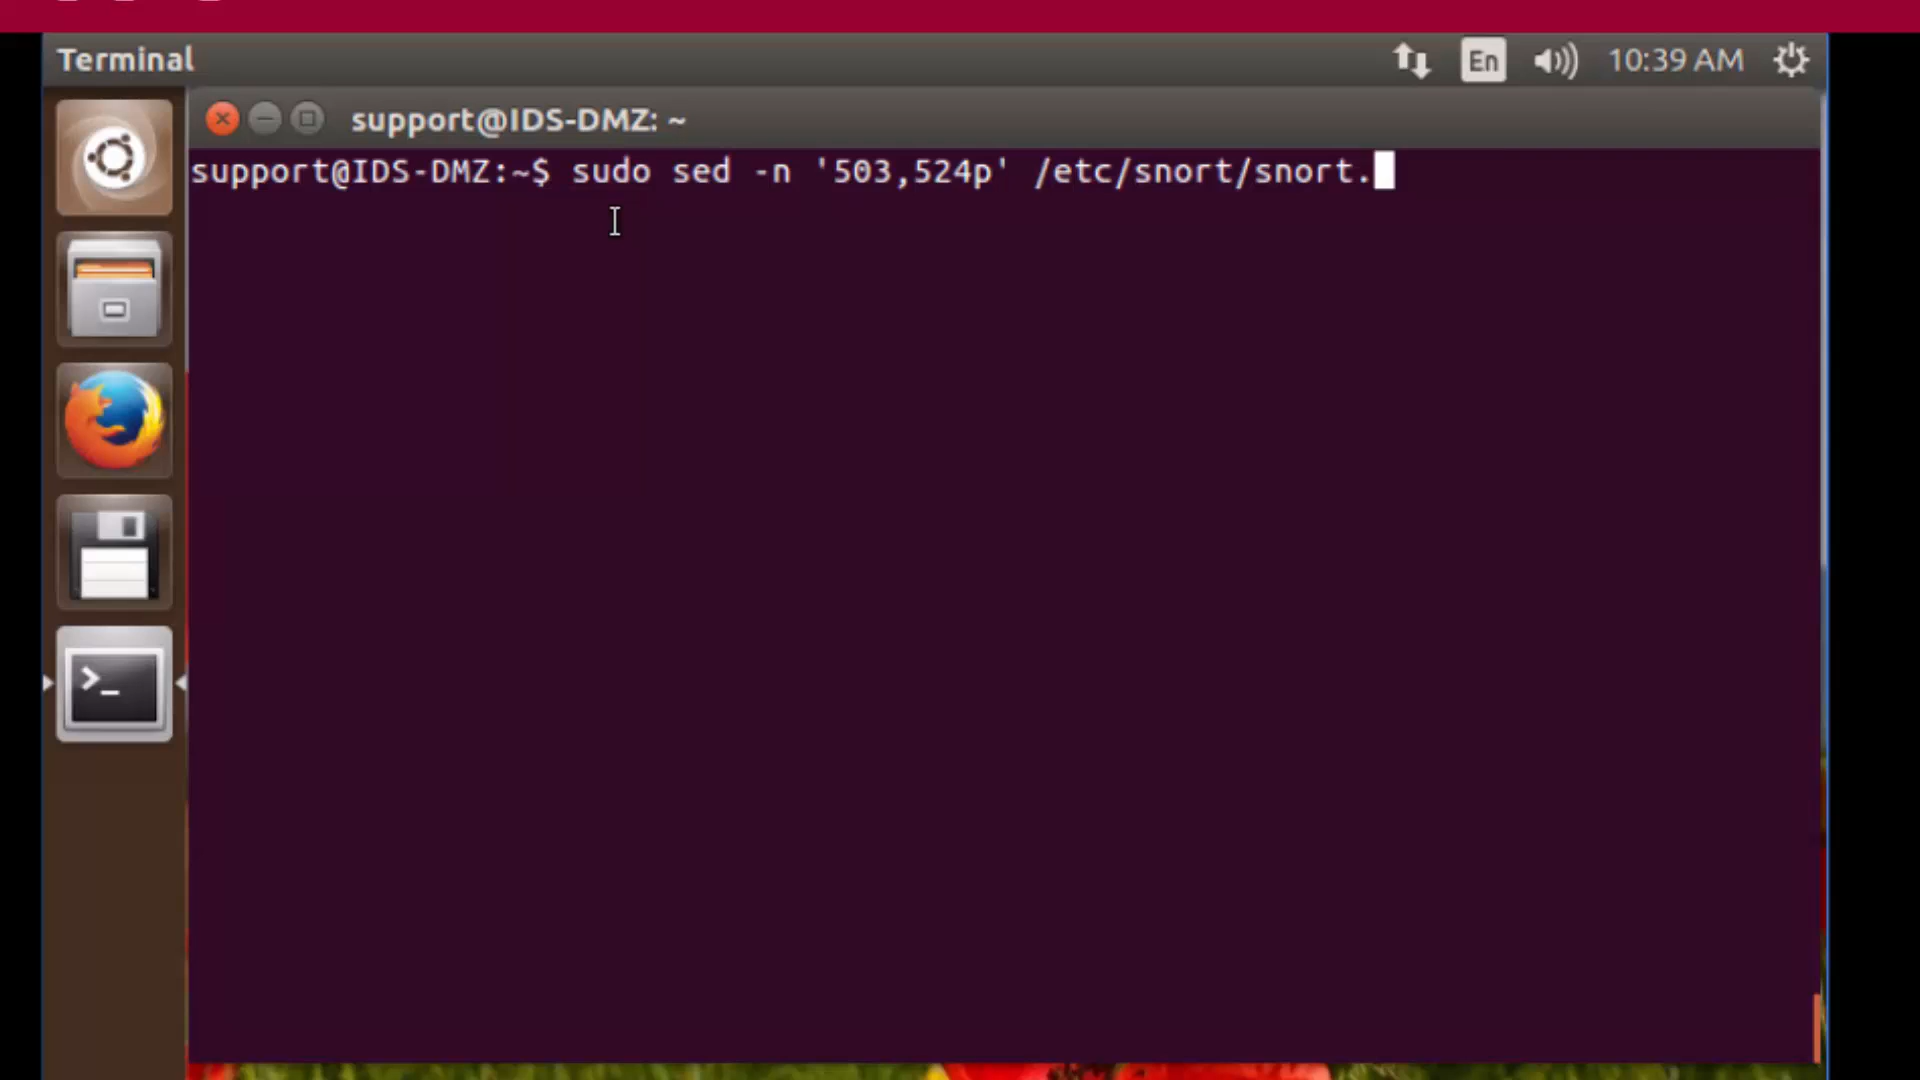 Terminal
En
10:39 AM
support@IDS-DMZ: ~
support@IDS-DMZ:~$ sudo sed -n '503,524p' /etc/snort/snort.
>_